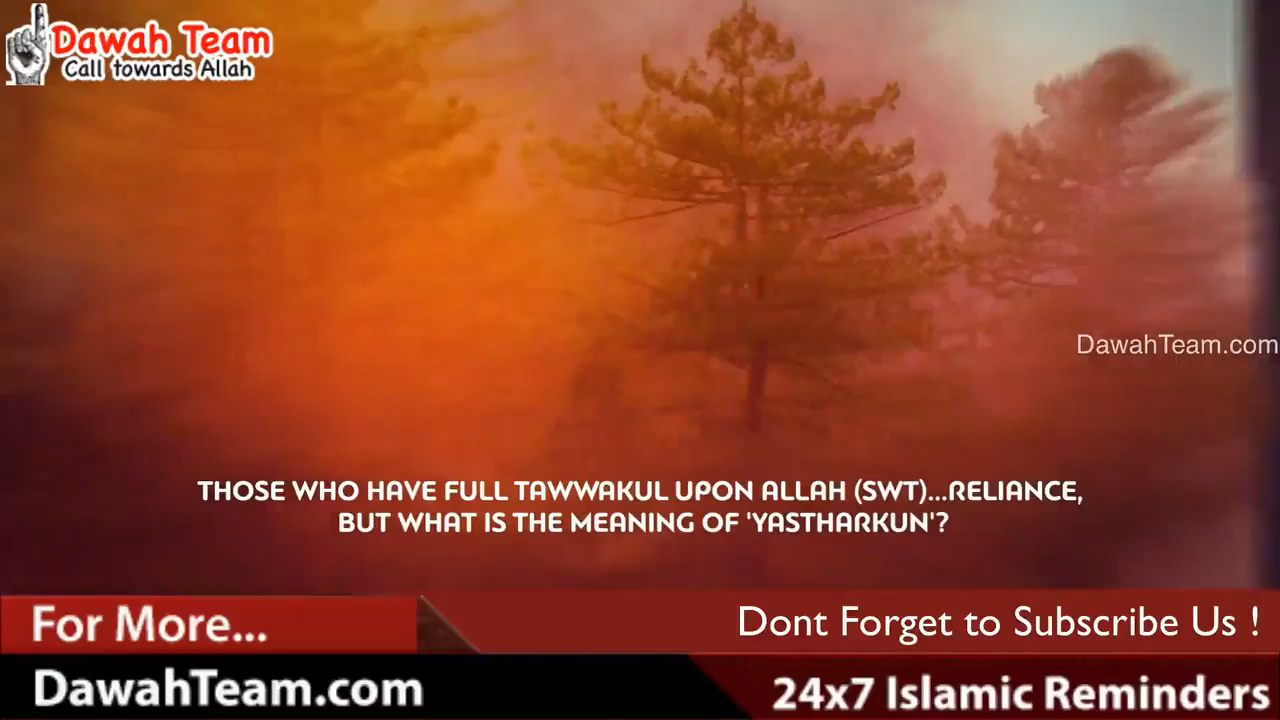 Dawah Team
Call towards Allah
DawahTeam.com
THOSE WHO HAVE FULL TAWWAKUL UPON ALLAH (SWT)...RELIANCE,
BUT WHAT IS THE MEANING OF 'YASTHARKUN'?
For More...
Dont Forget to Subscribe Us !
DawahTeam.com
24x7 Islamic Reminders